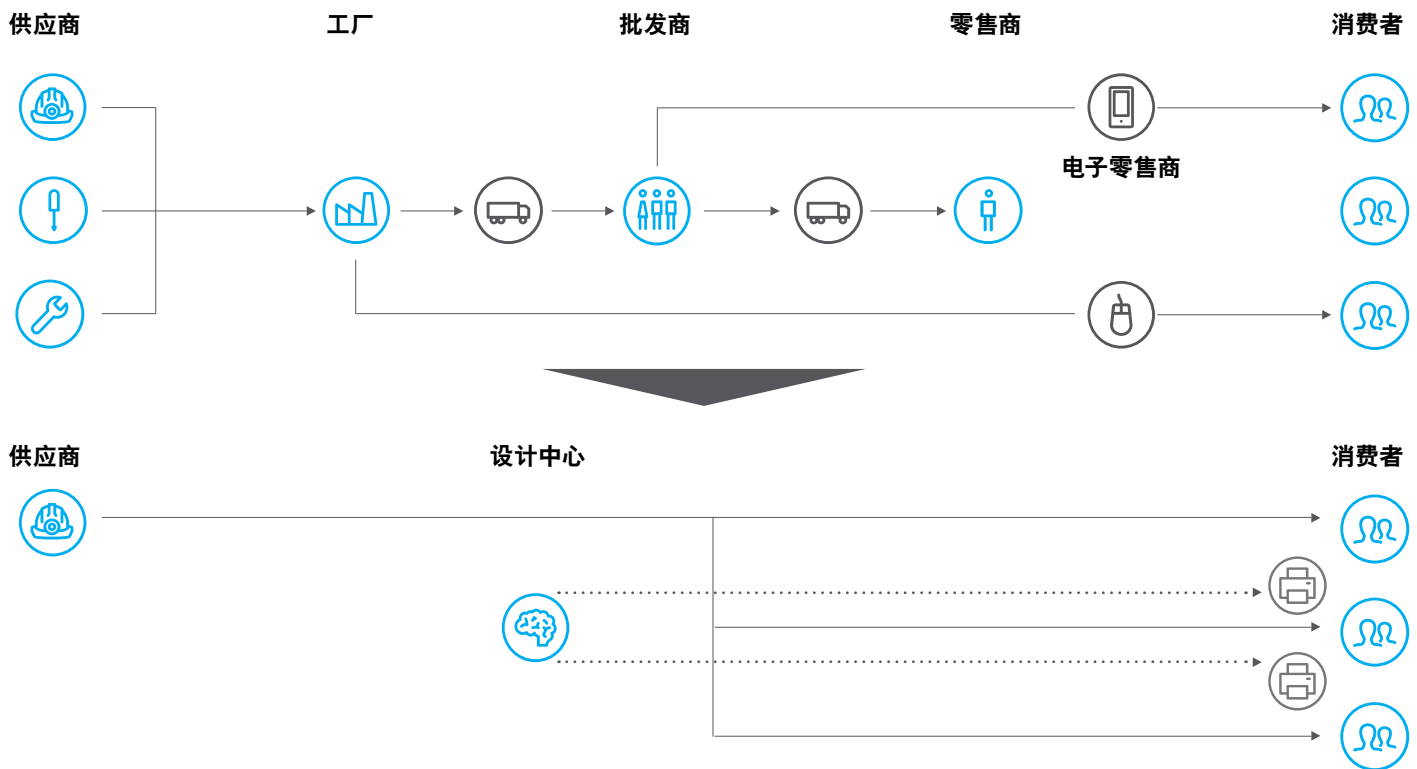 供应商
工厂
批发商
零售商
消费者
电子零售商
供应商
设计中心
消费者